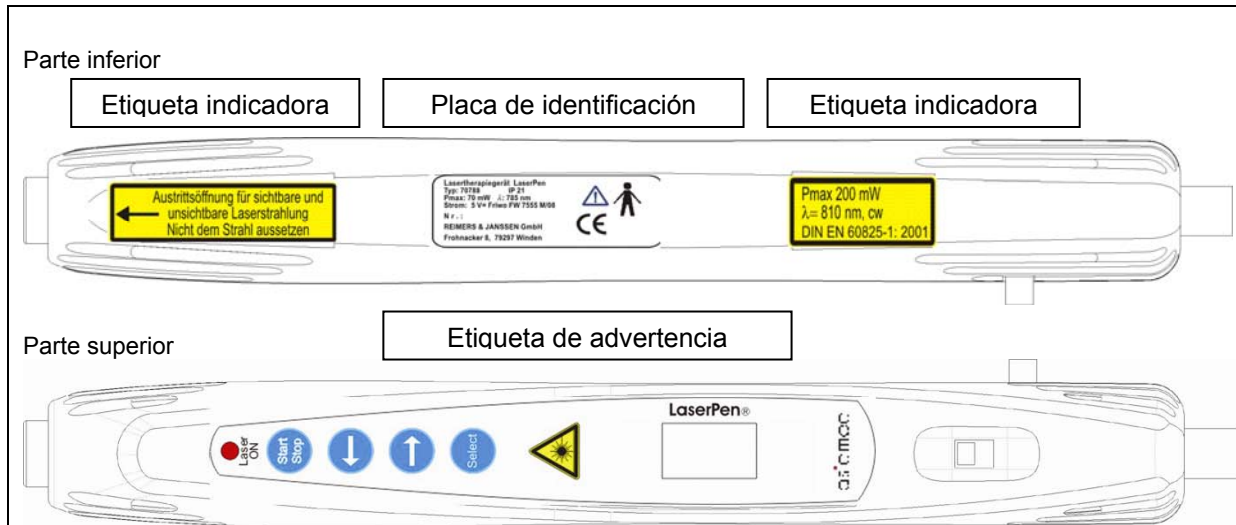 Parte inferior
Etiqueta indicadora
Placa de identificación
Etiqueta indicadora
Austrittsöffnung für sichtbare und
unsichtbare Laserstrahlung
Nicht dem Strahl aussetzen
Lasertherapiegerät LaserPen
Typ: 70788 IP 21
Pmax: 70 mW λ: 785 nm
Strom: 5 V= Friwo FW 7555 M/08
Nr.:
REIMERS & JANSSEN GmbH
Frohnacker 8, 79297 Winden
CE
Pmax 200 mW
λ= 810 nm, cw
DIN EN 60825-1: 2001
Etiqueta de advertencia
Parte superior
Laser
ON
Start
Stop
Select
LaserPen®